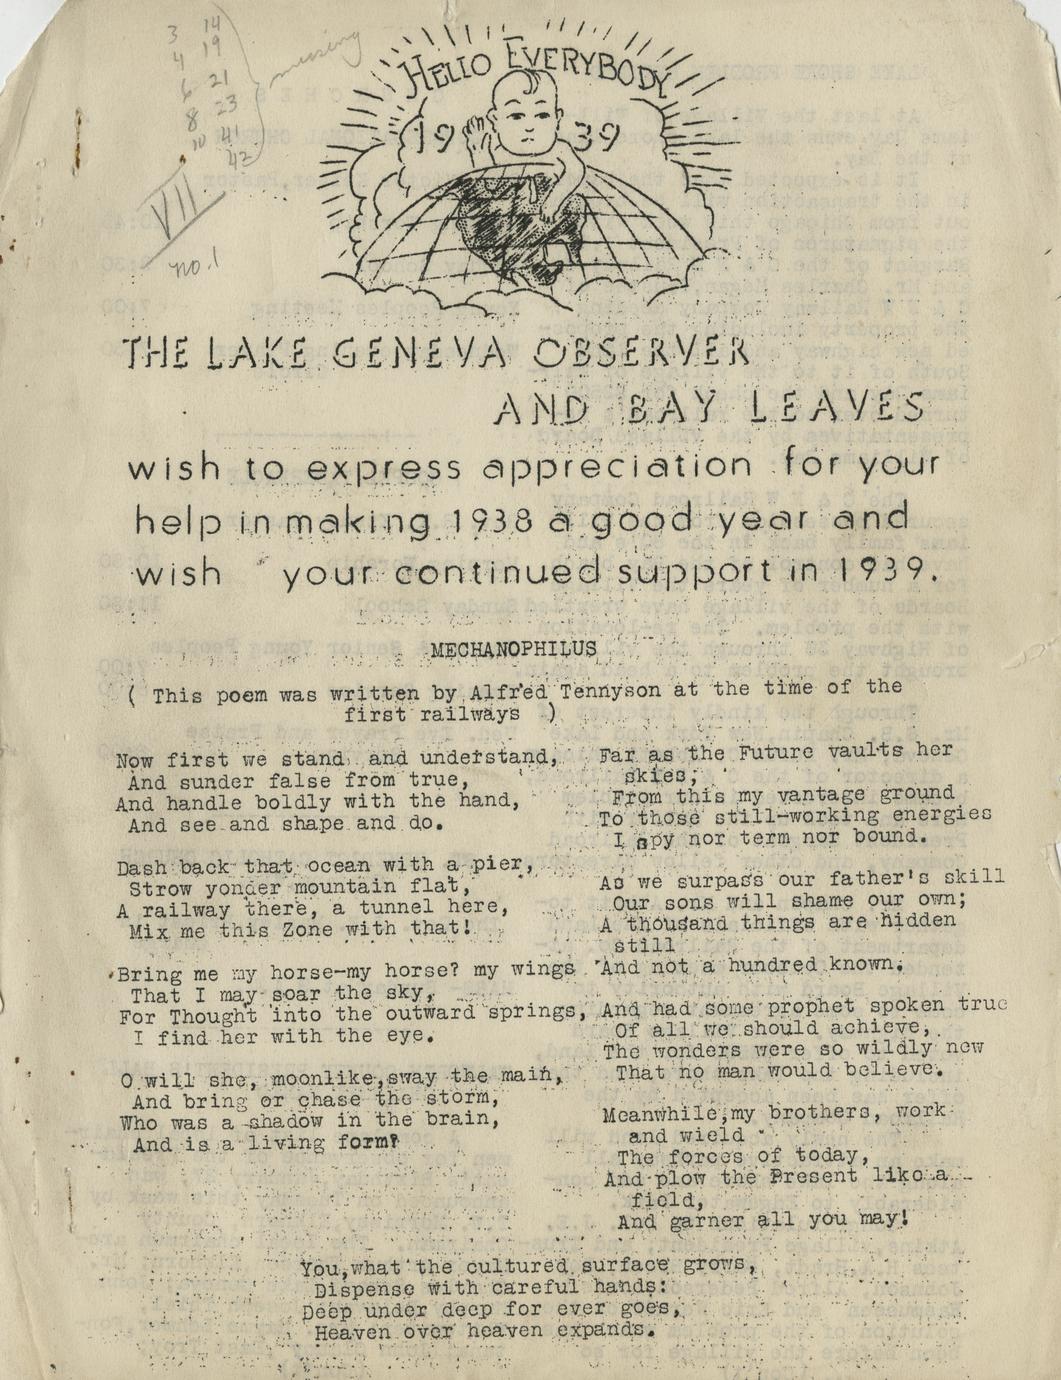 3 14
4 19
6 21
8 23
10 41
42
missing
VII
no. 1
HELLO EVERYBODY
1939
THE LAKE GENEVA OBSERVER
AND BAY LEAVES
wish to express appreciation for your
help in making 1938 a good year and
wish your continued support in 1939.
MECHANOPHILUS
( This poem was written by Alfred Tennyson at the time of the
first railways )
Now first we stand and understand,
And sunder false from true,
And handle boldly with the hand,
And see and shape and do.
Dash back that ocean with a pier,
Strow yonder mountain flat,
A railway there, a tunnel here,
Mix me this Zone with that!
Bring me my horse-my horse? my wings
That I may soar the sky,
For Thought into the outward springs,
I find her with the eye.
O will she, moonlike,sway the main,
And bring or chase the storm,
Who was a shadow in the brain,
And is a living form?
Far as the Future vaults her
skies,
From this my vantage ground
To those still-working energies
I spy nor term nor bound.
As we surpass our father's skill
Our sons will shame our own;
A thousand things are hidden
still
And not a hundred known.
And had some prophet spoken true
Of all we should achieve,
The wonders were so wildly new
That no man would believe.
Meanwhile,my brothers, work
and wield
The forces of today,
And plow the Present like a
field,
And garner all you may!
You,what the cultured surface grows,
Dispense with careful hands:
Deep under deep for ever goes,
Heaven over heaven expands.